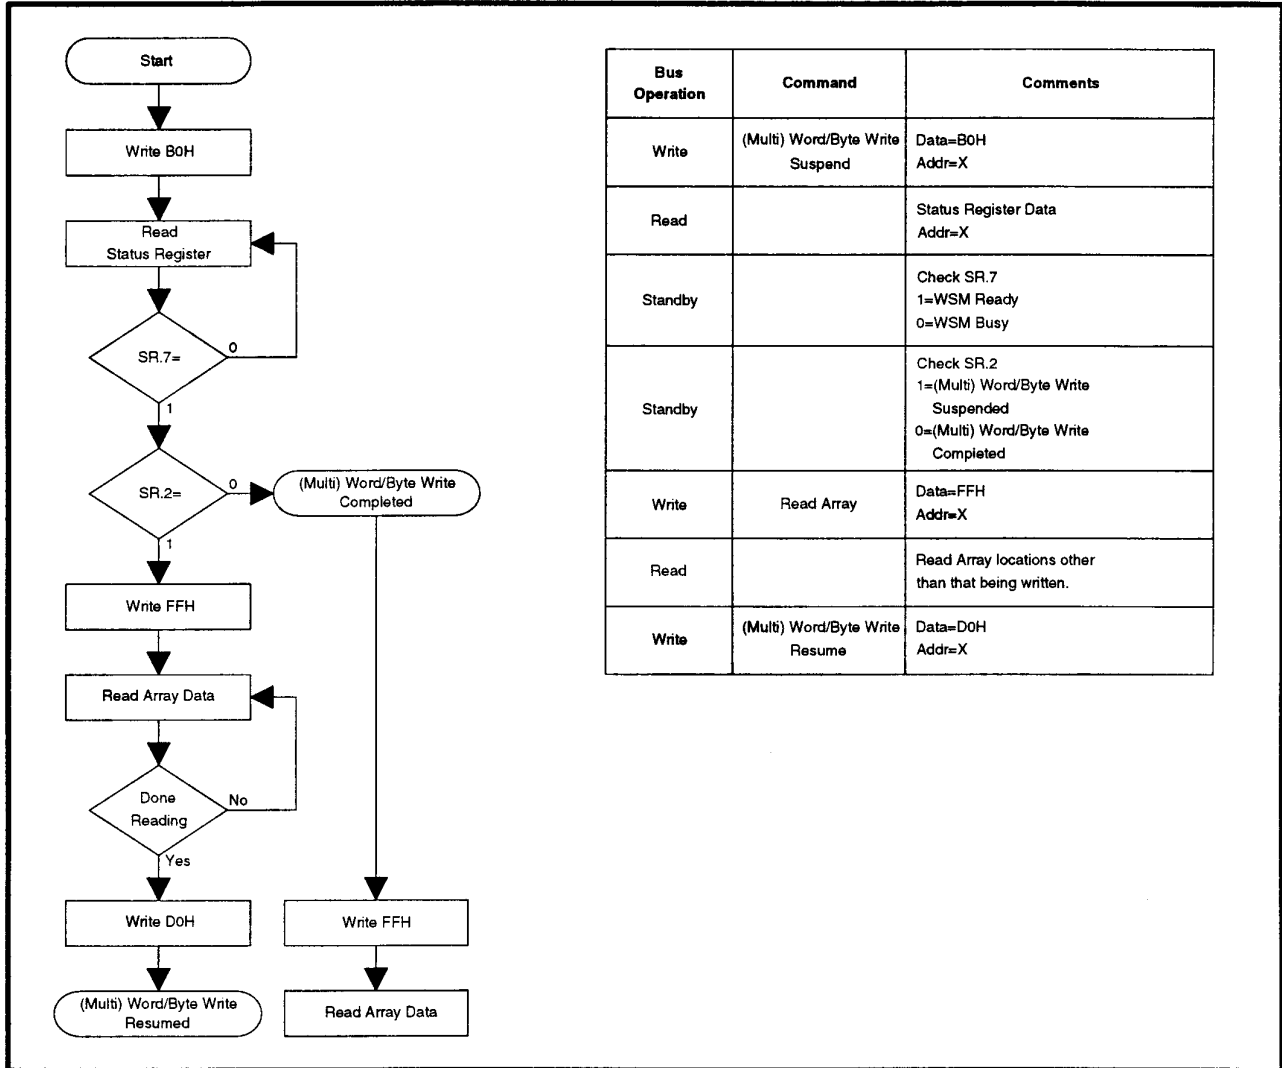 Start
Write B0H
Read
Status Register
SR.7=
0
1
SR.2=
0
(Multi) Word/Byte Write
Completed
1
Write FFH
Read Array Data
Done
Reading
No
Yes
Write D0H
(Multi) Word/Byte Write
Resumed
Write FFH
Read Array Data
Bus
Operation
Command
Comments
Write
(Multi) Word/Byte Write
Suspend
Data=B0H
Addr=X
Read
Status Register Data
Addr=X
Standby
Check SR.7
1=WSM Ready
0=WSM Busy
Standby
Check SR.2
1=(Multi) Word/Byte Write
Suspended
0=(Multi) Word/Byte Write
Completed
Write
Read Array
Data=FFH
Addr=X
Read
Read Array locations other
than that being written.
Write
(Multi) Word/Byte Write
Resume
Data=D0H
Addr=X